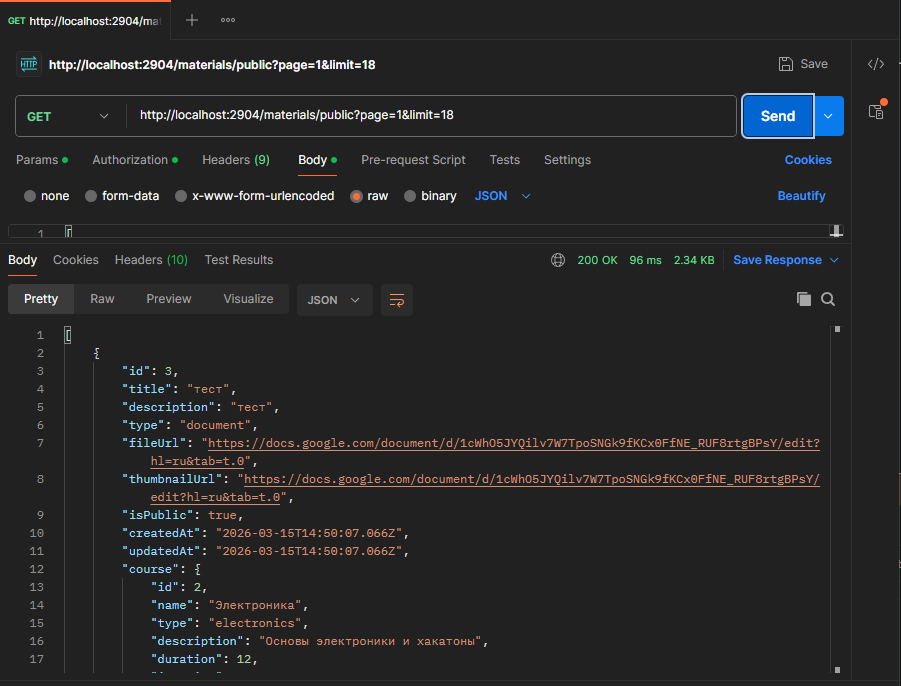 GET http://localhost:2904/mat
http://localhost:2904/materials/public?page=1&limit=18
Save
GET
http://localhost:2904/materials/public?page=1&limit=18
Send
Params
Authorization
Headers (9)
Body
Pre-request Script
Tests
Settings
Cookies
none
form-data
x-www-form-urlencoded
raw
binary
JSON
Beautify
1 [
Body
Cookies
Headers (10)
Test Results
200 OK
96 ms
2.34 KB
Save Response
Pretty
Raw
Preview
Visualize
JSON
1 [
2 {
3 "id": 3,
4 "title": "тест",
5 "description": "тест",
6 "type": "document",
7 "fileUrl": "https://docs.google.com/document/d/1cWhO5JYQilv7W7TpoSNGk9fKCx0FfNE_RUF8rtgBPsY/edit?
hl=ru&tab=t.0",
8 "thumbnailUrl": "https://docs.google.com/document/d/1cWhO5JYQilv7W7TpoSNGk9fKCx0FfNE_RUF8rtgBPsY/
edit?hl=ru&tab=t.0",
9 "isPublic": true,
10 "createdAt": "2026-03-15T14:50:07.066Z",
11 "updatedAt": "2026-03-15T14:50:07.066Z",
12 "course": {
13 "id": 2,
14 "name": "Электроника",
15 "type": "electronics",
16 "description": "Основы электроники и хакатоны",
17 "duration": 12,